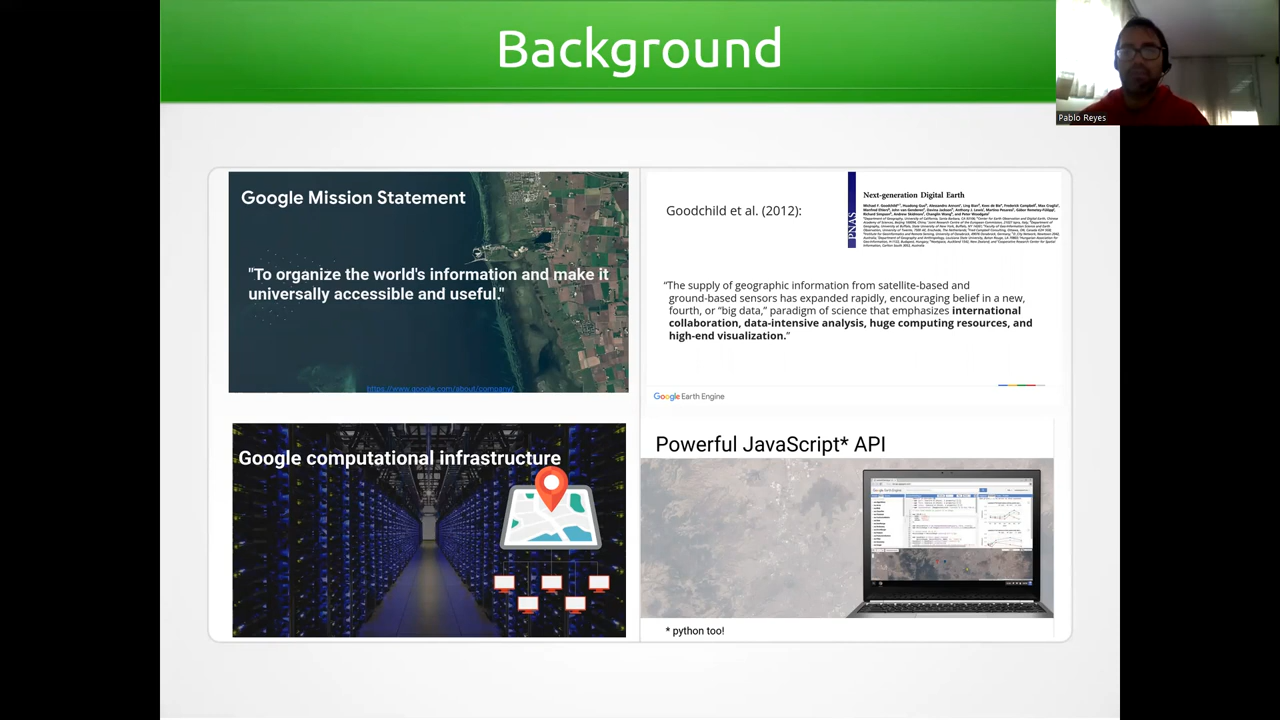 Background
Pablo Reyes
Google Mission Statement
"To organize the world's information and make it
universally accessible and useful."
https://www.google.com/about/company/
Goodchild et al. (2012):
PNAS
Next-generation Digital Earth
“The supply of geographic information from satellite-based and
ground-based sensors has expanded rapidly, encouraging belief in a new,
fourth, or “big data,” paradigm of science that emphasizes international
collaboration, data-intensive analysis, huge computing resources, and
high-end visualization.”
Google Earth Engine
Google computational infrastructure
Powerful JavaScript* API
* python too!